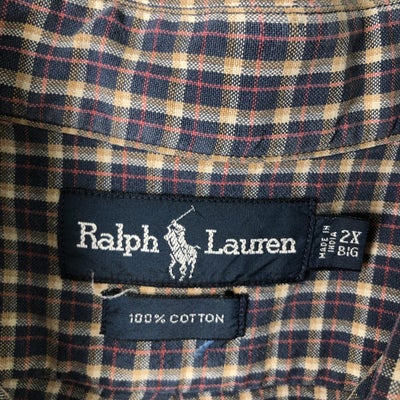 Ralph Lauren
MADE IN
INDIA
2X
BIG
100% COTTON